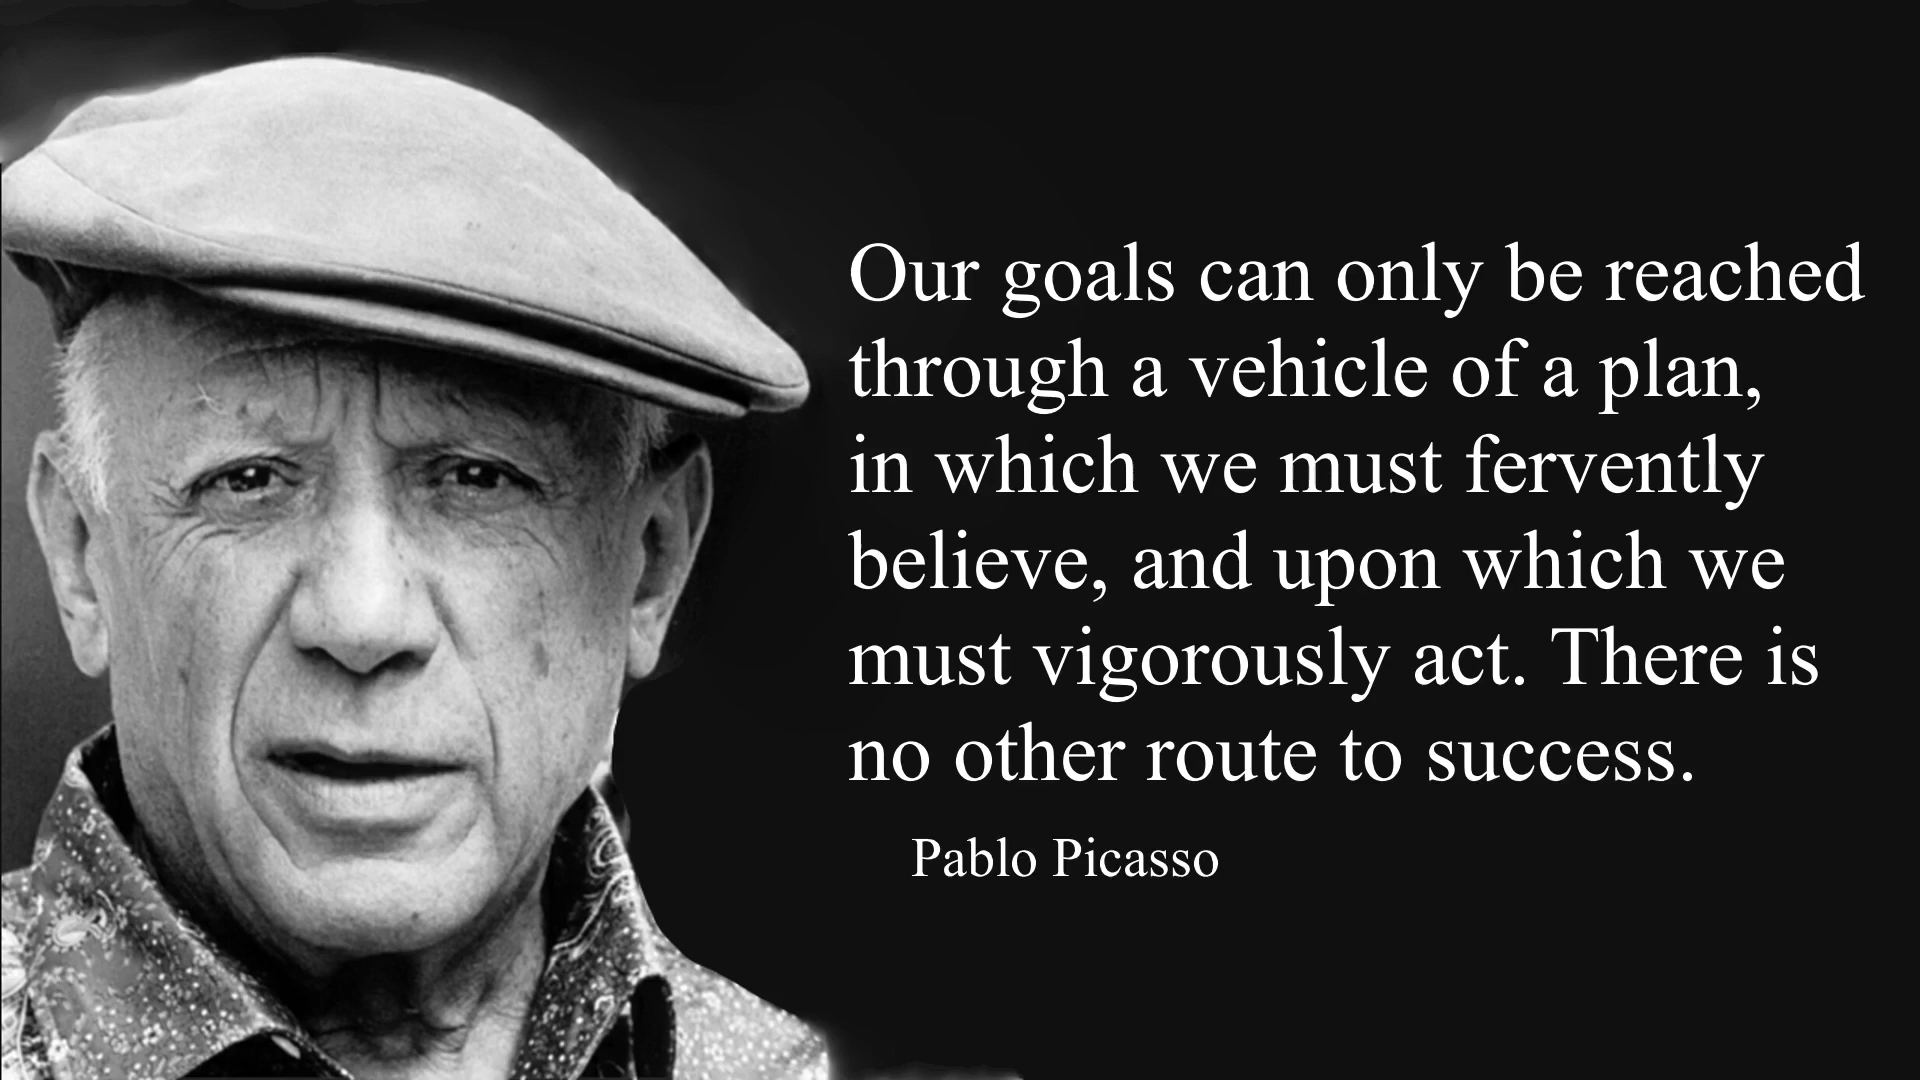 Our goals can only be reached
through a vehicle of a plan,
in which we must fervently
believe, and upon which we
must vigorously act. There is
no other route to success.
Pablo Picasso